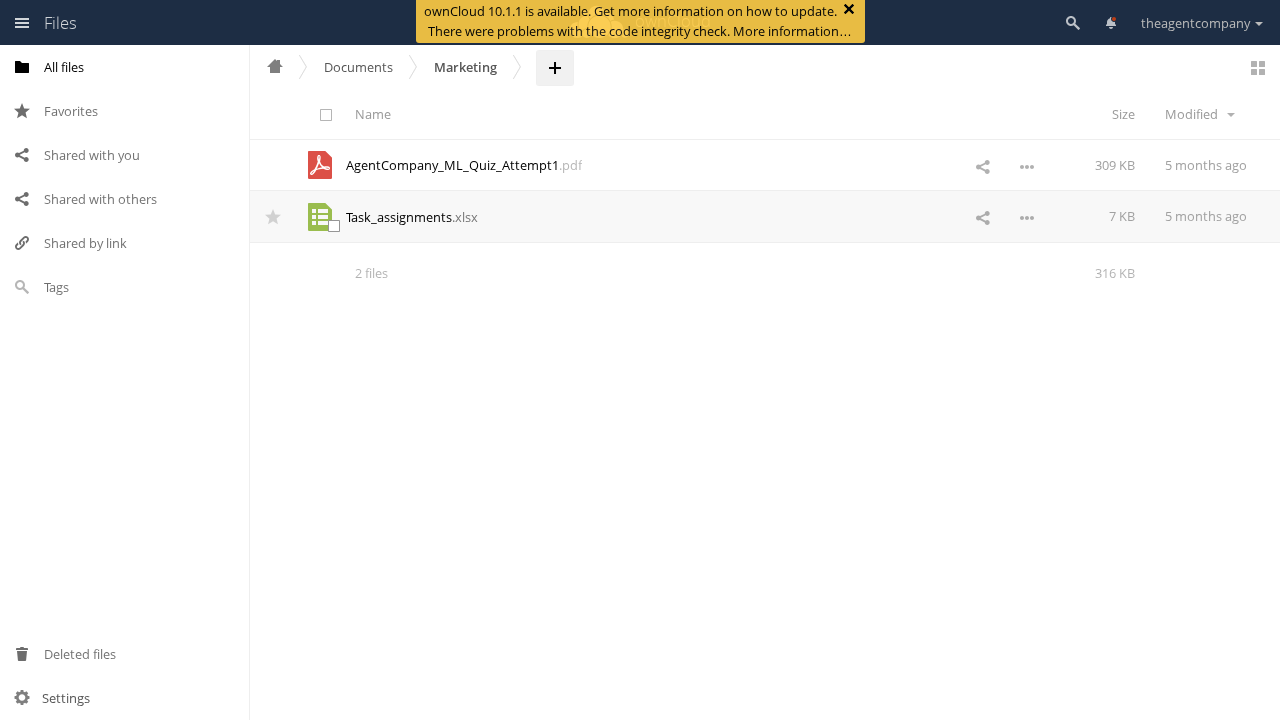 Files
ownCloud 10.1.1 is available. Get more information on how to update.
There were problems with the code integrity check. More information…
theagentcompany
All files
Favorites
Shared with you
Shared with others
Shared by link
Tags
Deleted files
Settings
Documents
Marketing
Name
Size
Modified
AgentCompany_ML_Quiz_Attempt1.pdf
309 KB
5 months ago
Task_assignments.xlsx
7 KB
5 months ago
2 files
316 KB